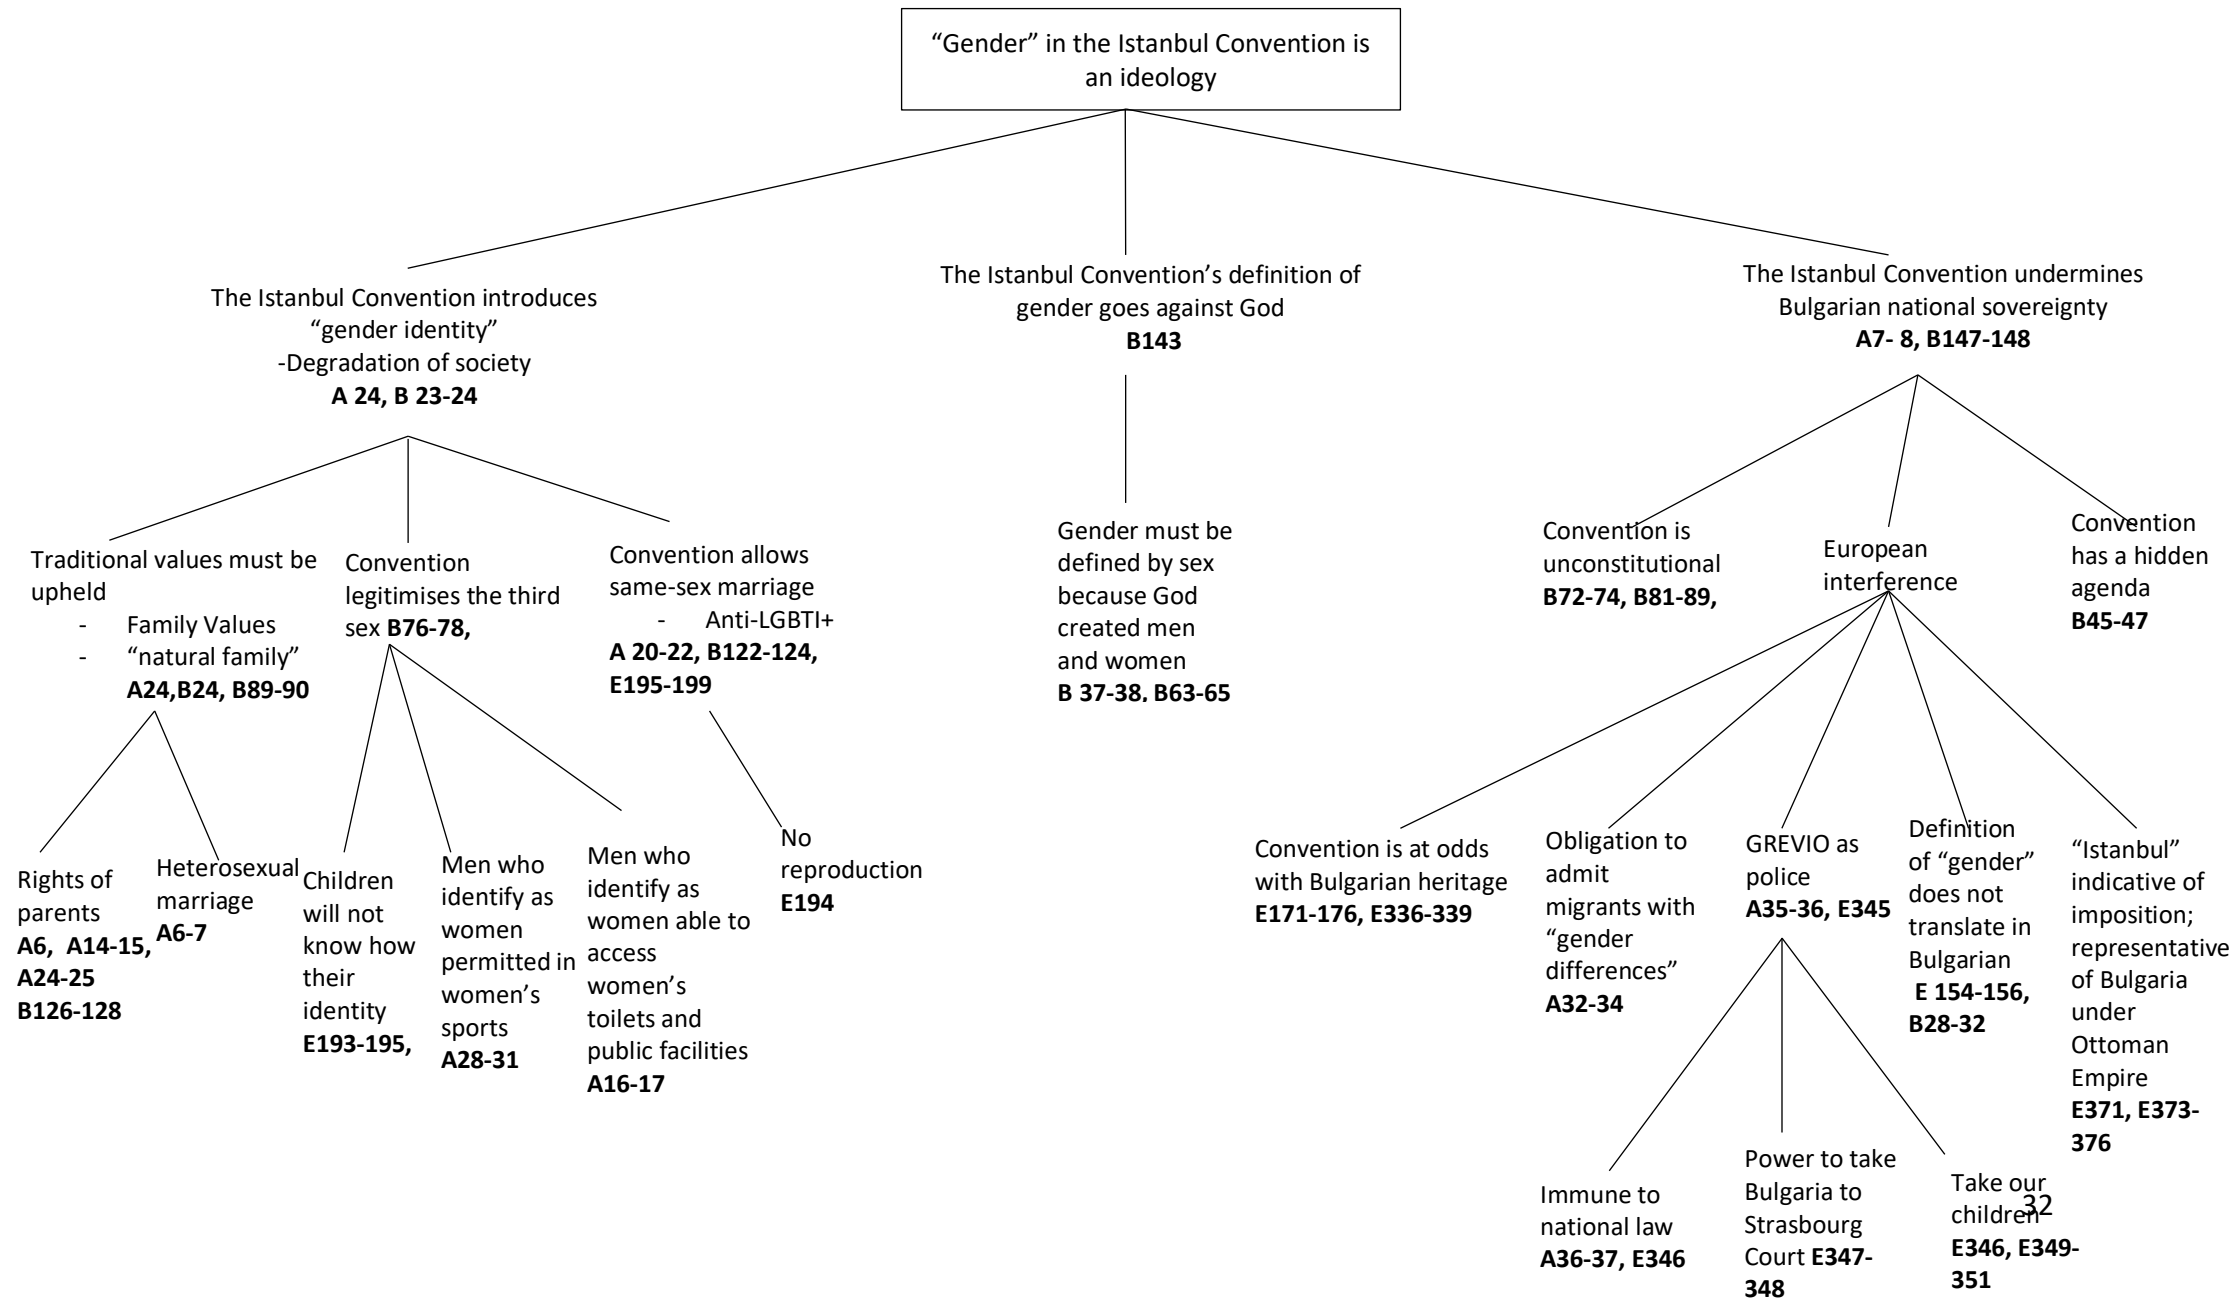 “Gender” in the Istanbul Convention is
an ideology
The Istanbul Convention introduces
“gender identity”
-Degradation of society
A 24, B 23-24
The Istanbul Convention’s definition of
gender goes against God
B143
The Istanbul Convention undermines
Bulgarian national sovereignty
A7- 8, B147-148
Traditional values must be
upheld
- Family Values
- “natural family”
A24,B24, B89-90
Convention
legitimises the third
sex B76-78,
Convention allows
same-sex marriage
- Anti-LGBTI+
A 20-22, B122-124,
E195-199
Gender must be
defined by sex
because God
created men
and women
B 37-38, B63-65
Convention is
unconstitutional
B72-74, B81-89,
European
interference
Convention
has a hidden
agenda
B45-47
Rights of
parents
A6, A14-15,
A24-25
B126-128
Heterosexual
marriage
A6-7
Children
will not
know how
their
identity
E193-195,
Men who
identify as
women
permitted in
women’s
sports
A28-31
Men who
identify as
women able to
access
women’s
toilets and
public facilities
A16-17
No
reproduction
E194
Convention is at odds
with Bulgarian heritage
E171-176, E336-339
Obligation to
admit
migrants with
“gender
differences”
A32-34
GREVIO as
police
A35-36, E345
Definition
of “gender”
does not
translate in
Bulgarian
E 154-156,
B28-32
“Istanbul”
indicative of
imposition;
representative
of Bulgaria
under
Ottoman
Empire
E371, E373-
376
Immune to
national law
A36-37, E346
Power to take
Bulgaria to
Strasbourg
Court E347-
348
Take our
children
E346, E349-
351
32